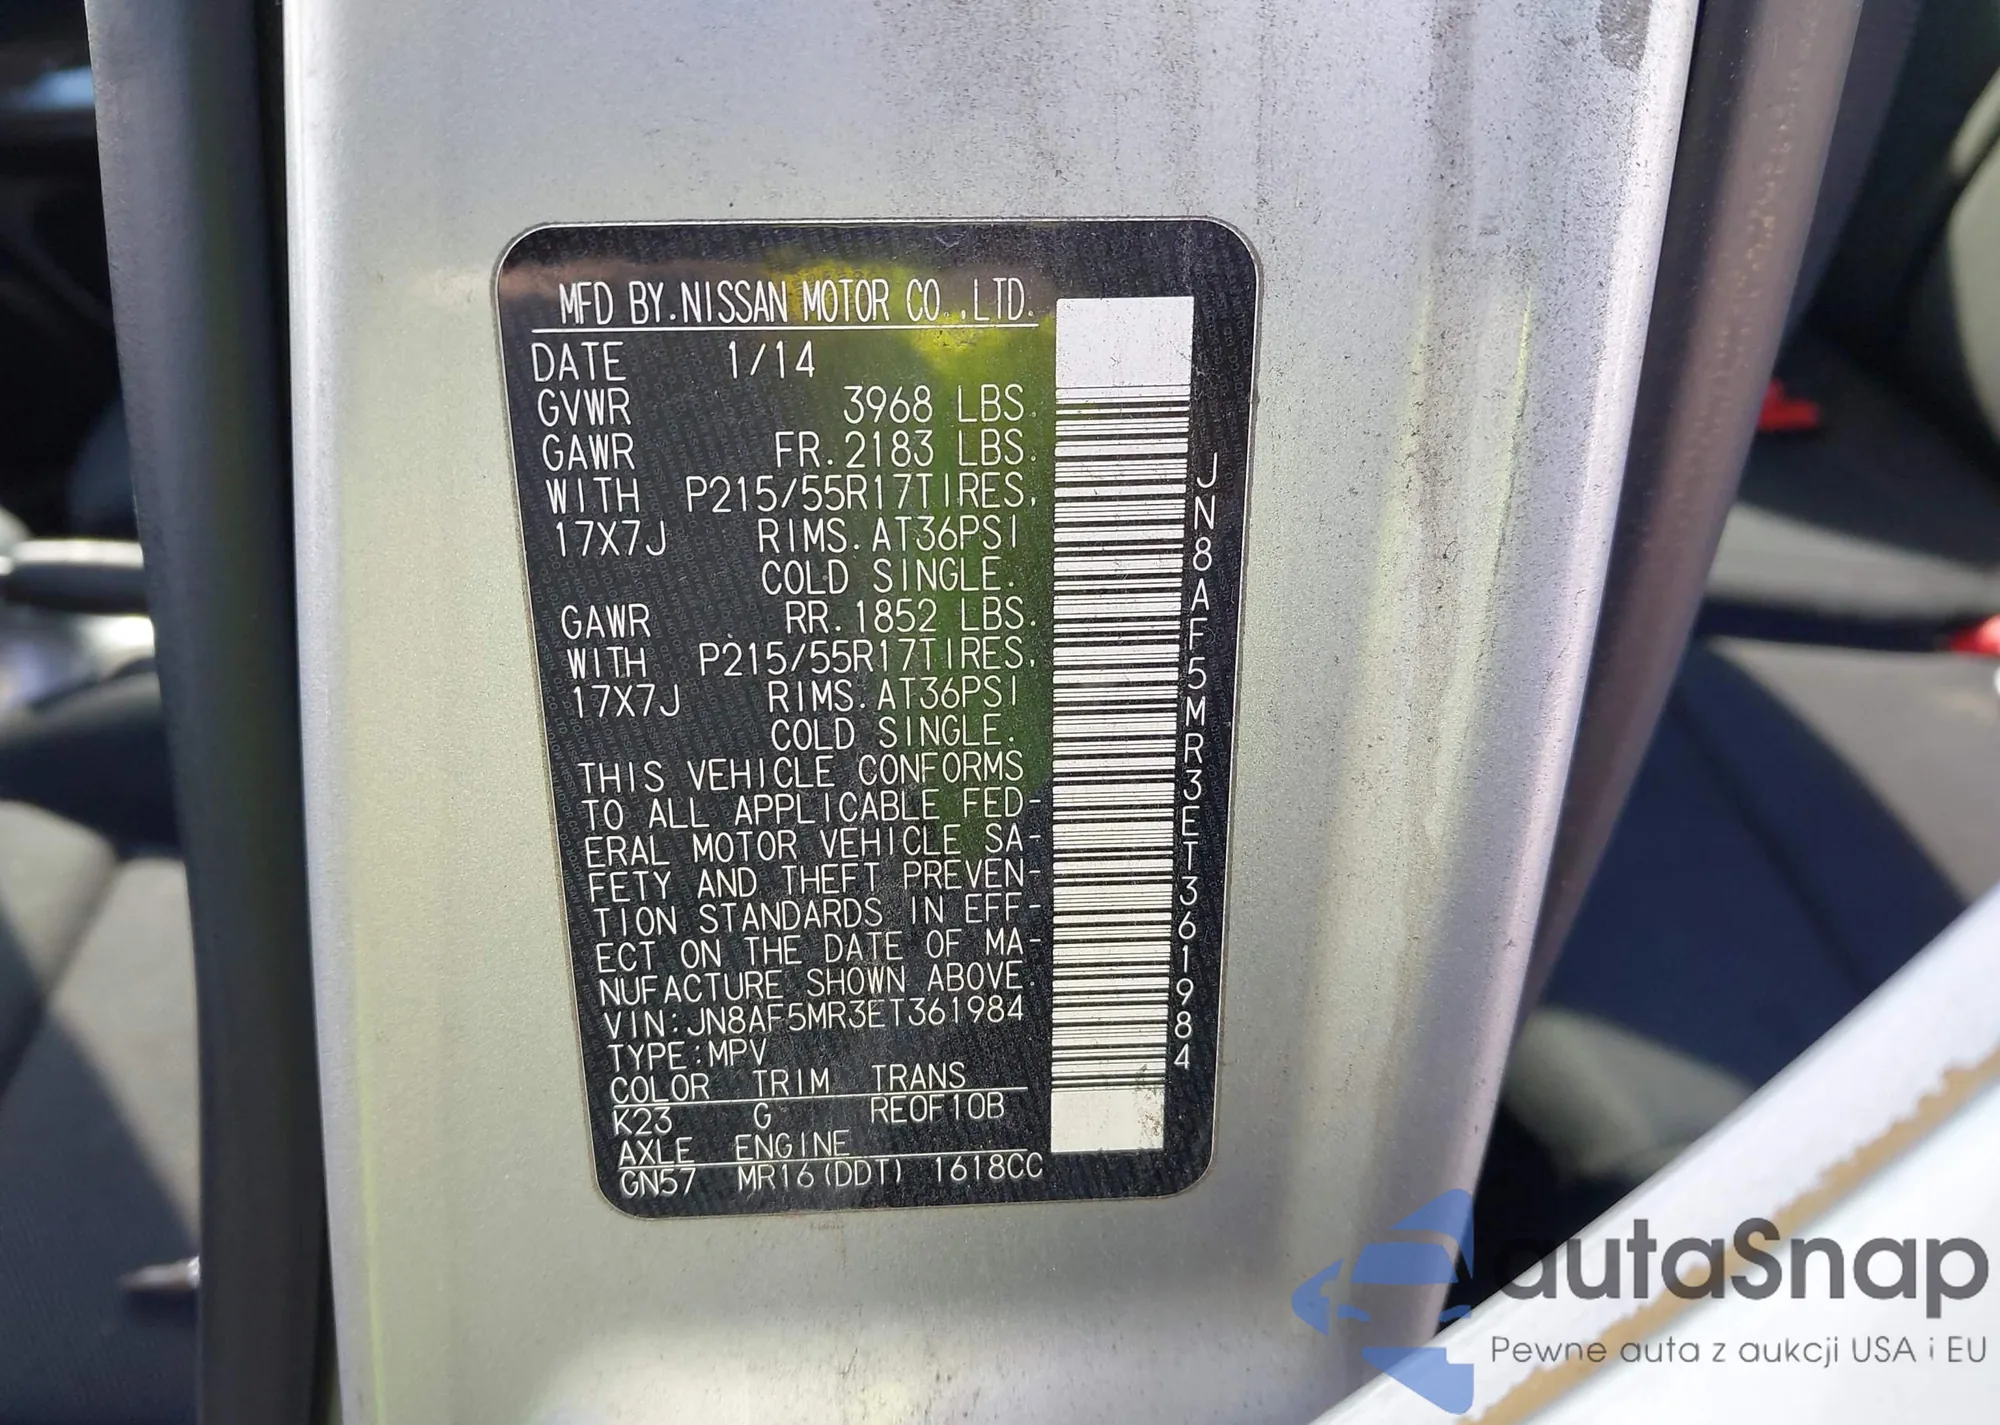 MFD BY.NISSAN MOTOR CO.,LTD.
DATE 1/14
GVWR 3968 LBS.
GAWR FR.2183 LBS.
WITH P215/55R17TIRES,
17X7J RIMS.AT36PSI
COLD SINGLE.
GAWR RR.1852 LBS.
WITH P215/55R17TIRES,
17X7J RIMS.AT36PSI
COLD SINGLE.
THIS VEHICLE CONFORMS
TO ALL APPLICABLE FED-
ERAL MOTOR VEHICLE SA-
FETY AND THEFT PREVEN-
TION STANDARDS IN EFF-
ECT ON THE DATE OF MA-
NUFACTURE SHOWN ABOVE.
VIN:JN8AF5MR3ET361984
TYPE:MPV
COLOR TRIM TRANS
K23 G RE0F10B
AXLE ENGINE
GN57 MR16(DDT) 1618CC
JN8AF5MR3ET361984
autaSnap
Pewne auta z aukcji USA i EU